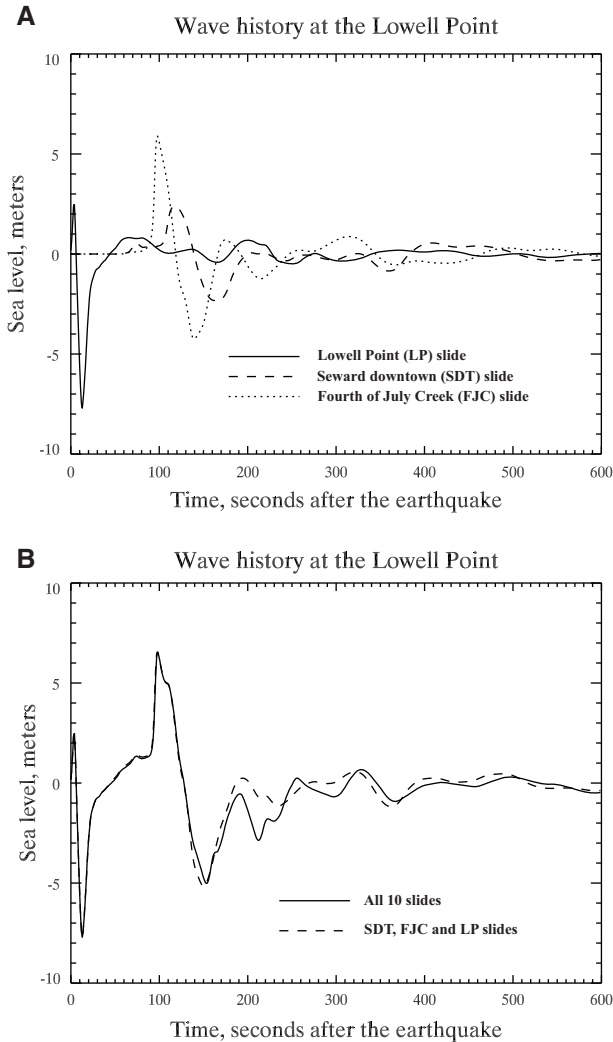 A
Wave history at the Lowell Point
10
5
0
-5
-10
Sea level, meters
Lowell Point (LP) slide
Seward downtown (SDT) slide
Fourth of July Creek (FJC) slide
0 100 200 300 400 500 600
Time, seconds after the earthquake
B
Wave history at the Lowell Point
10
5
0
-5
-10
Sea level, meters
All 10 slides
SDT, FJC and LP slides
0 100 200 300 400 500 600
Time, seconds after the earthquake